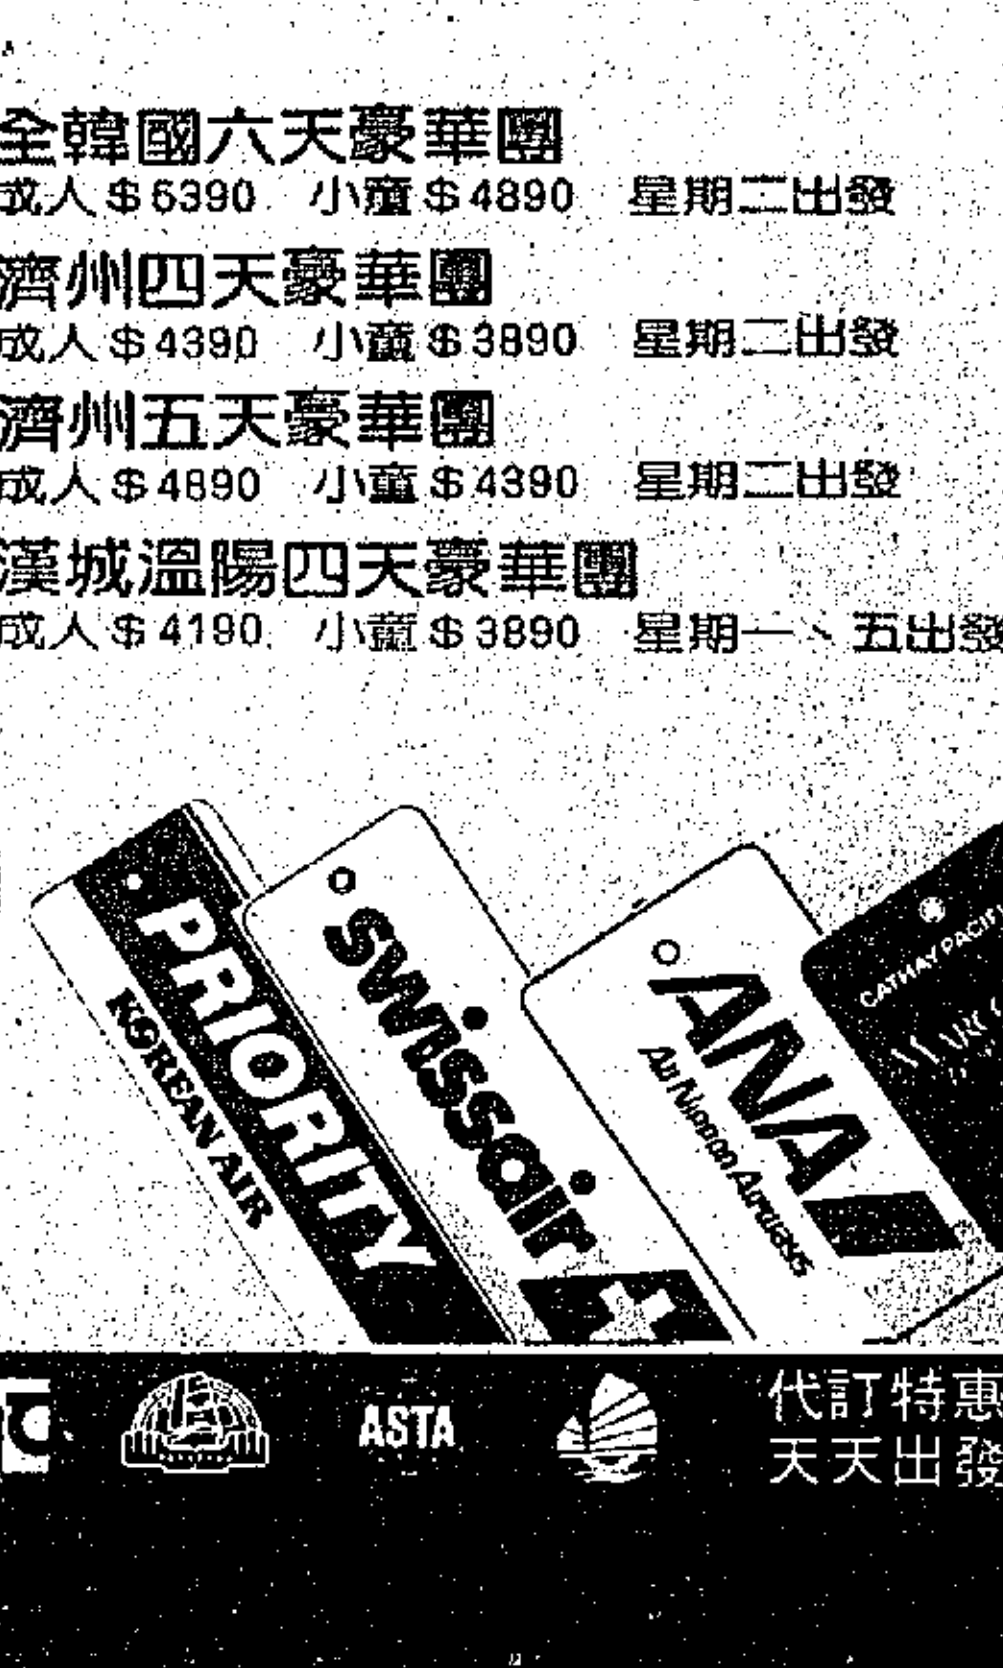 全韓國六天豪華團
成人$5390 小童$4890 星期二出發
濟州四天豪華團
成人$4390 小童$3890 星期二出發
濟州五天豪華團
成人$4890 小童$4390 星期二出發
漢城溫陽四天豪華團
成人$4190 小童$3890 星期一、五出發
PRIORITY
KOREAN AIR
swissair
ANA
All Nippon Airways
CATHAY PACIFIC
ASTA
代訂特惠
天天出發